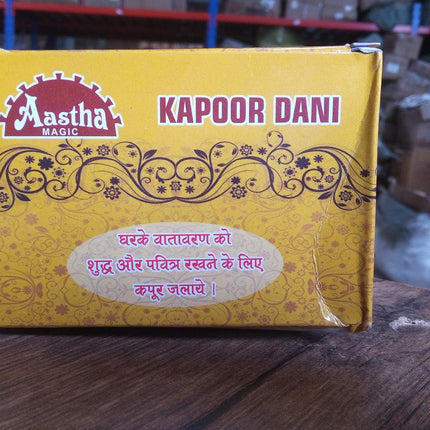 Aastha
MAGIC
KAPOOR DANI
घरके वातावरण को
शुद्ध और पवित्र रखने के लिए
कपूर जलाये ।